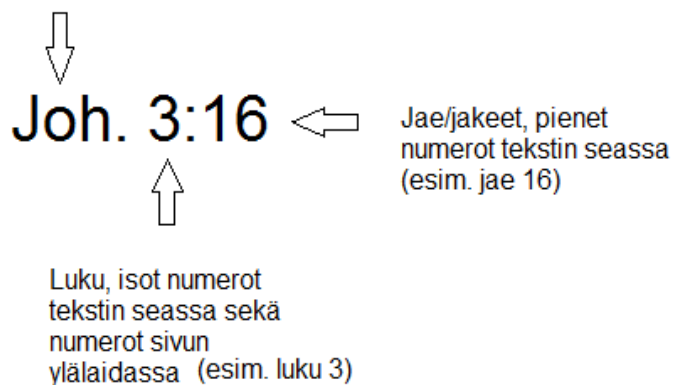 Joh. 3:16
Jae/jakeet, pienet
numerot tekstin seassa
(esim. jae 16)
Luku, isot numerot
tekstin seassa sekä
numerot sivun
ylälaidassa (esim. luku 3)